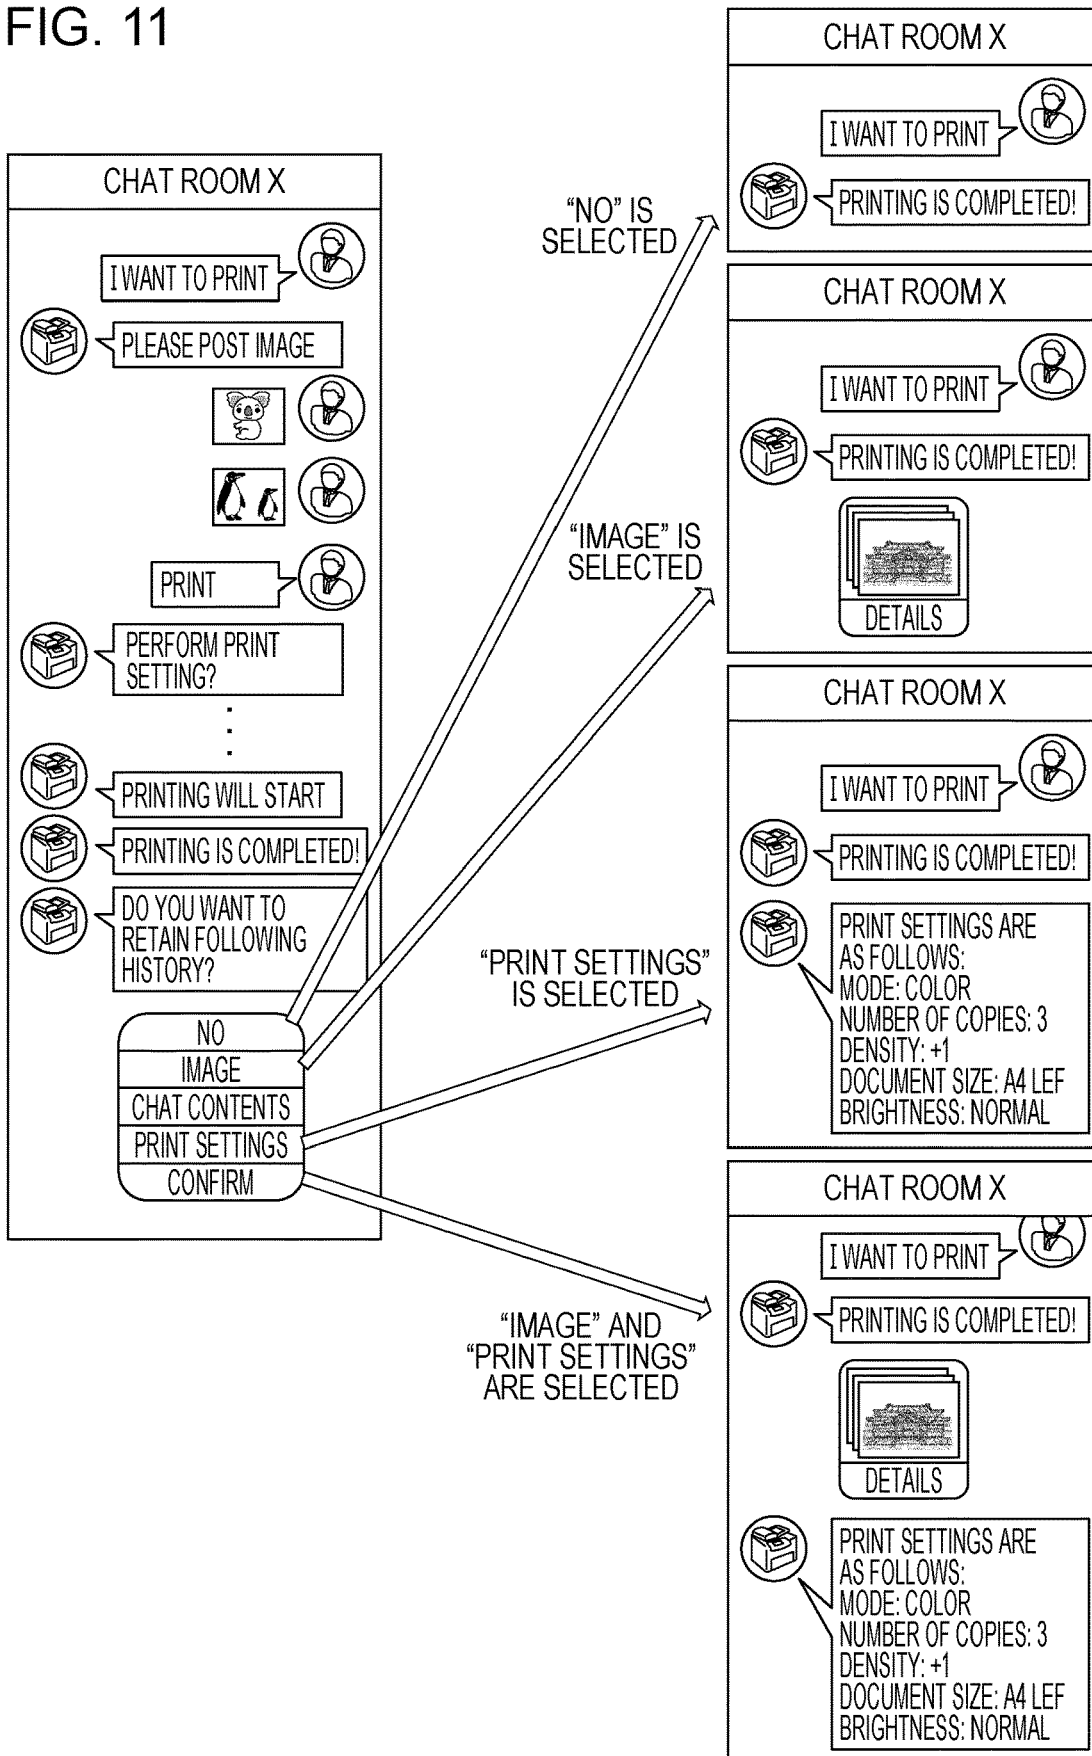 FIG. 11
CHAT ROOM X
I WANT TO PRINT
PLEASE POST IMAGE
PRINT
PERFORM PRINT
SETTING?
PRINTING WILL START
PRINTING IS COMPLETED!
DO YOU WANT TO
RETAIN FOLLOWING
HISTORY?
NO
IMAGE
CHAT CONTENTS
PRINT SETTINGS
CONFIRM
“NO” IS
SELECTED
“IMAGE” IS
SELECTED
“PRINT SETTINGS”
IS SELECTED
“IMAGE” AND
“PRINT SETTINGS”
ARE SELECTED
CHAT ROOM X
I WANT TO PRINT
PRINTING IS COMPLETED!
CHAT ROOM X
I WANT TO PRINT
PRINTING IS COMPLETED!
DETAILS
CHAT ROOM X
I WANT TO PRINT
PRINTING IS COMPLETED!
PRINT SETTINGS ARE
AS FOLLOWS:
MODE: COLOR
NUMBER OF COPIES: 3
DENSITY: +1
DOCUMENT SIZE: A4 LEF
BRIGHTNESS: NORMAL
CHAT ROOM X
I WANT TO PRINT
PRINTING IS COMPLETED!
DETAILS
PRINT SETTINGS ARE
AS FOLLOWS:
MODE: COLOR
NUMBER OF COPIES: 3
DENSITY: +1
DOCUMENT SIZE: A4 LEF
BRIGHTNESS: NORMAL